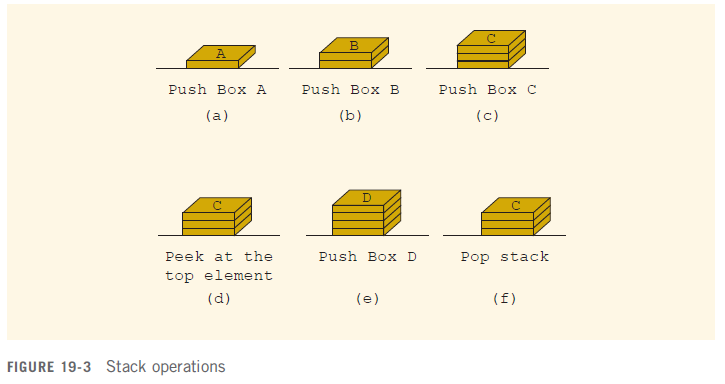 A
B
C
Push Box A
Push Box B
Push Box C
(a)
(b)
(c)
C
D
C
Peek at the
top element
Push Box D
Pop stack
(d)
(e)
(f)
FIGURE 19-3 Stack operations